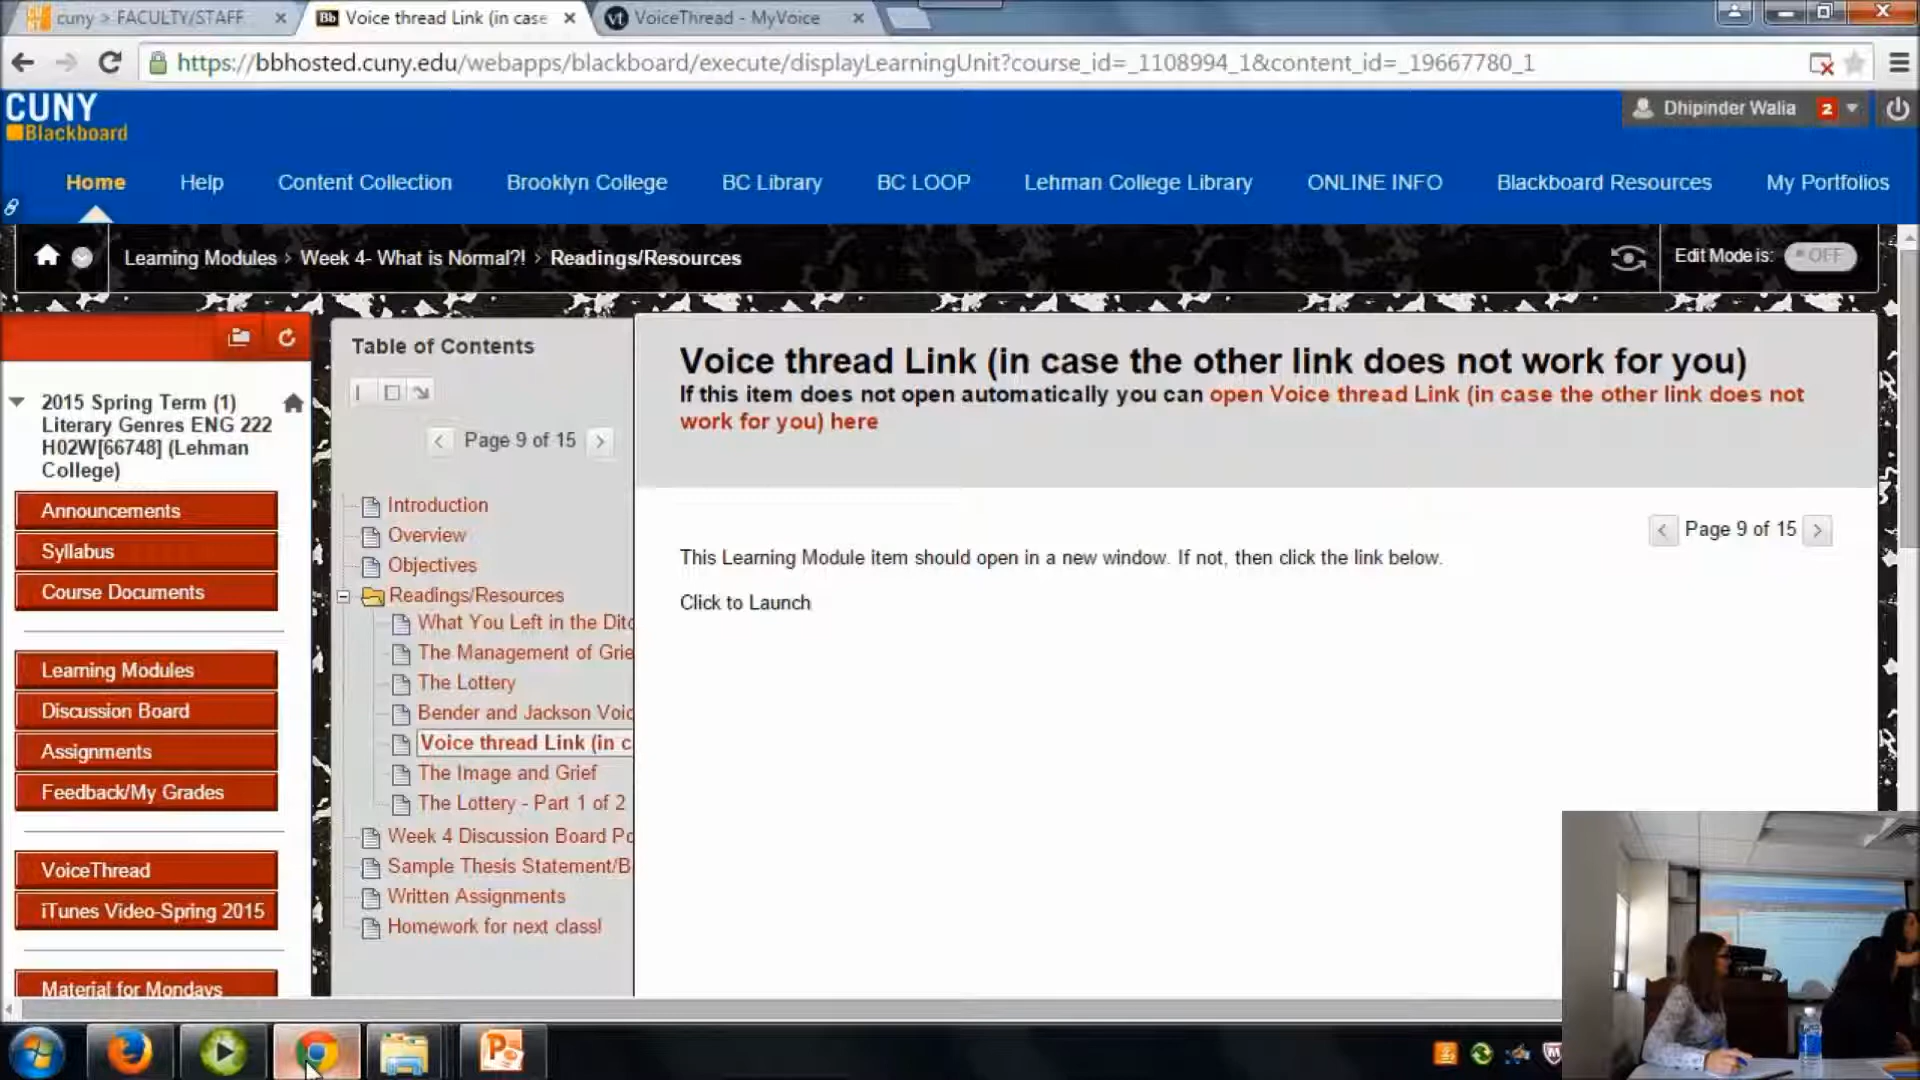 cuny > FACULTY/STAFF
Voice thread Link (in case
VoiceThread - MyVoice
https://bbhosted.cuny.edu/webapps/blackboard/execute/displayLearningUnit?course_id=_1108994_1&content_id=_19667780_1
CUNY
Blackboard
Dhipinder Walia 2
Home Help Content Collection Brooklyn College BC Library BC LOOP Lehman College Library ONLINE INFO Blackboard Resources My Portfolios
Learning Modules > Week 4- What is Normal?! > Readings/Resources
Edit Mode is: OFF
2015 Spring Term (1)
Literary Genres ENG 222
H02W[66748] (Lehman
College)
Announcements
Syllabus
Course Documents
Learning Modules
Discussion Board
Assignments
Feedback/My Grades
VoiceThread
iTunes Video-Spring 2015
Material for Mondays
Table of Contents
Page 9 of 15
Introduction
Overview
Objectives
Readings/Resources
What You Left in the Ditc
The Management of Grie
The Lottery
Bender and Jackson Voic
Voice thread Link (in c
The Image and Grief
The Lottery - Part 1 of 2
Week 4 Discussion Board Po
Sample Thesis Statement/B
Written Assignments
Homework for next class!
Voice thread Link (in case the other link does not work for you)
If this item does not open automatically you can open Voice thread Link (in case the other link does not
work for you) here
Page 9 of 15
This Learning Module item should open in a new window. If not, then click the link below.
Click to Launch